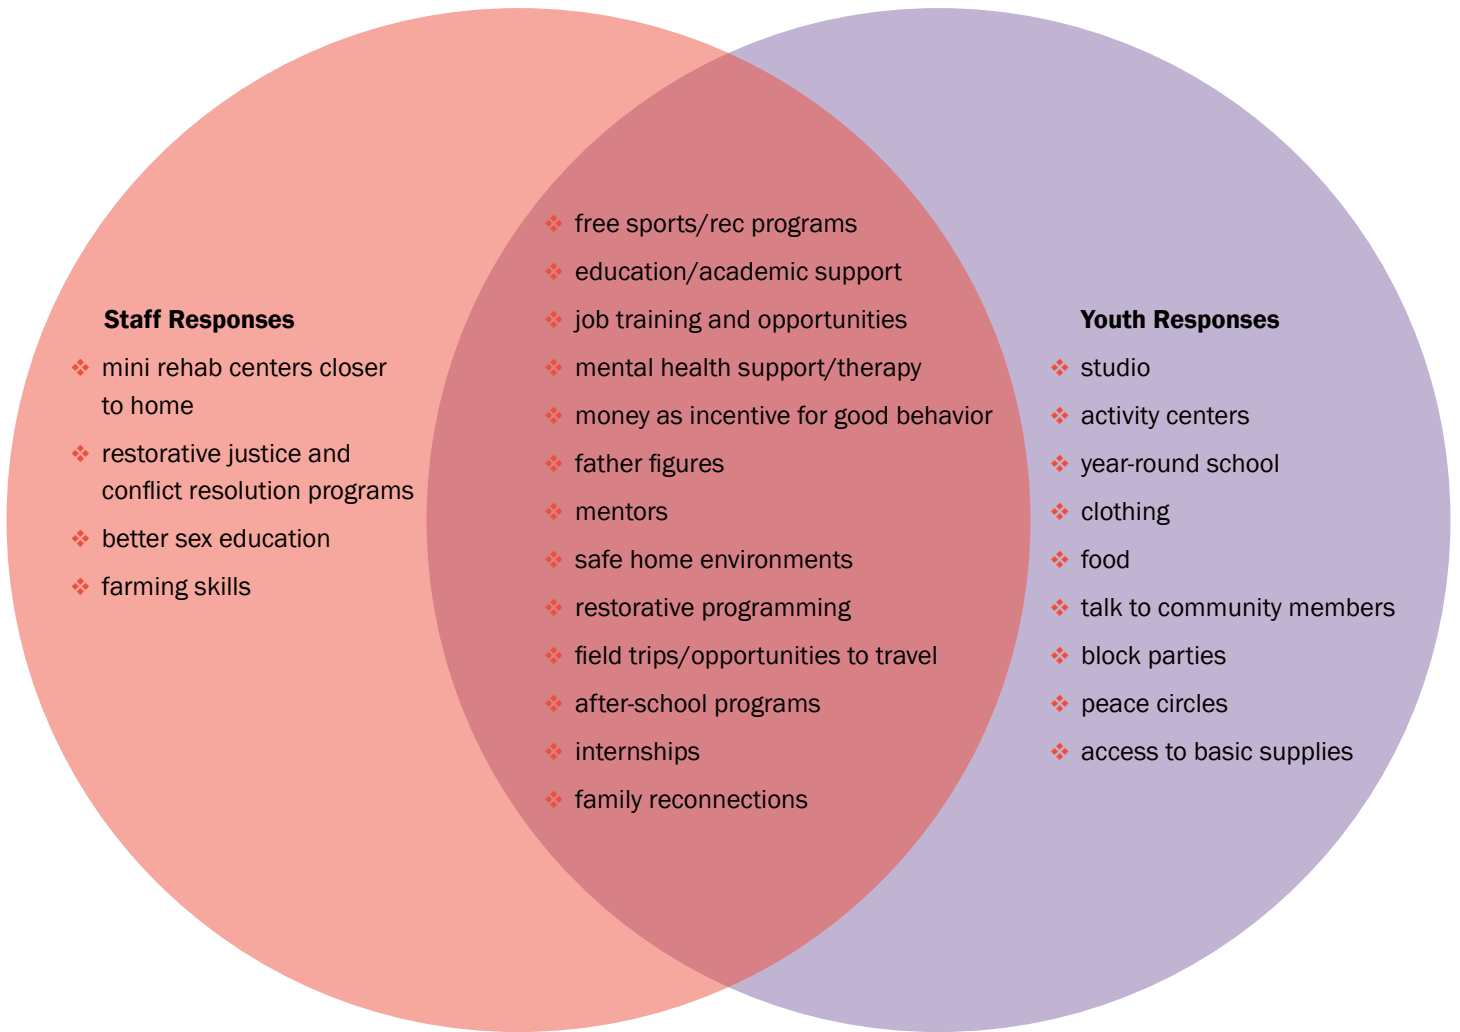 Staff Responses
mini rehab centers closer
to home
restorative justice and
conflict resolution programs
better sex education
farming skills
free sports/rec programs
education/academic support
job training and opportunities
mental health support/therapy
money as incentive for good behavior
father figures
mentors
safe home environments
restorative programming
field trips/opportunities to travel
after-school programs
internships
family reconnections
Youth Responses
studio
activity centers
year-round school
clothing
food
talk to community members
block parties
peace circles
access to basic supplies